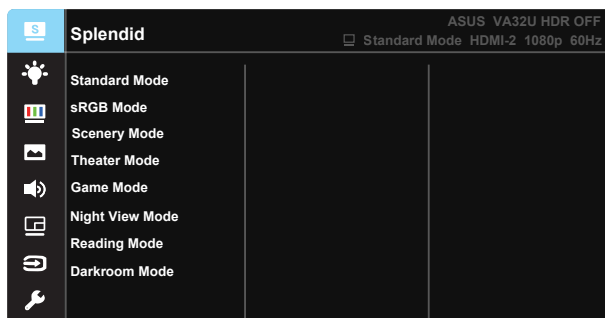 S
Splendid
ASUS VA32U HDR OFF
Standard Mode HDMI-2 1080p 60Hz
Standard Mode
sRGB Mode
Scenery Mode
Theater Mode
Game Mode
Night View Mode
Reading Mode
Darkroom Mode